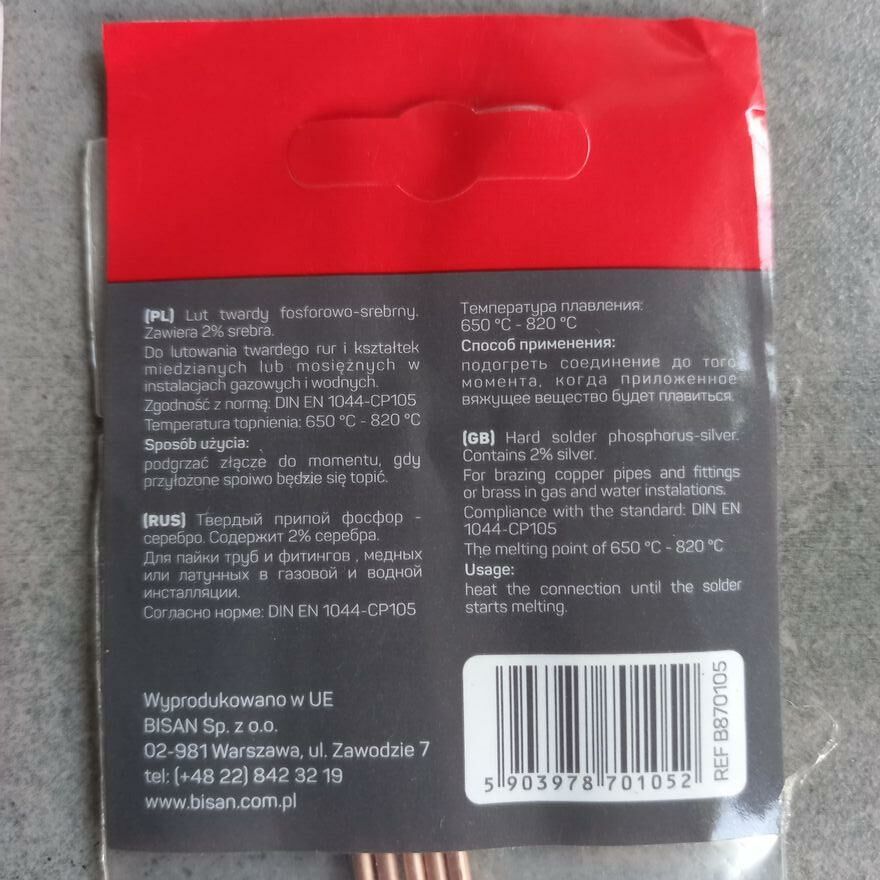 (PL) Lut twardy fosforowo-srebrny.
Zawiera 2% srebra.
Do lutowania twardego rur i kształtek
miedzianych lub mosiężnych w
instalacjach gazowych i wodnych.
Zgodność z normą: DIN EN 1044-CP105
Temperatura topnienia: 650 °C - 820 °C
Sposób użycia:
podgrzać złącze do momentu, gdy
przyłożone spoiwo będzie się topić.
(RUS) Твердый припой фосфор -
серебро. Содержит 2% серебра.
Для пайки труб и фитингов , медных
или латунных в газовой и водной
инсталляции.
Согласно норме: DIN EN 1044-CP105
Температура плавления:
650 °C - 820 °C
Способ применения:
подогреть соединение до того
момента, когда приложенное
вяжущее вещество будет плавиться.
(GB) Hard solder phosphorus-silver.
Contains 2% silver.
For brazing copper pipes and fittings
or brass in gas and water instalations.
Compliance with the standard: DIN EN
1044-CP105
The melting point of 650 °C - 820 °C
Usage:
heat the connection until the solder
starts melting.
Wyprodukowano w UE
BISAN Sp. z o.o.
02-981 Warszawa, ul. Zawodzie 7
tel: (+48 22) 842 32 19
www.bisan.com.pl
5 903978 701052
REF B870105